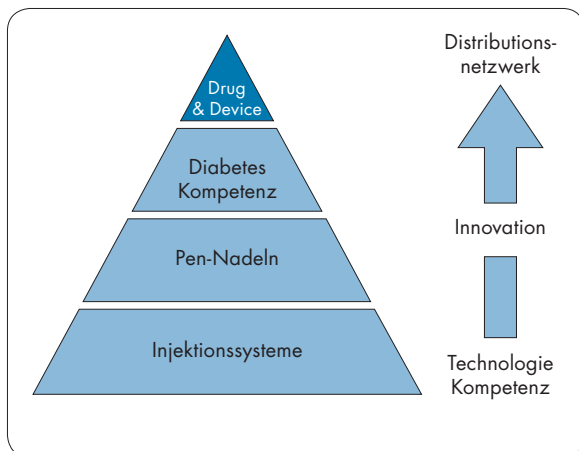 Drug
& Device
Diabetes
Kompetenz
Pen-Nadeln
Injektionssysteme
Distributions-
netzwerk
Innovation
Technologie
Kompetenz